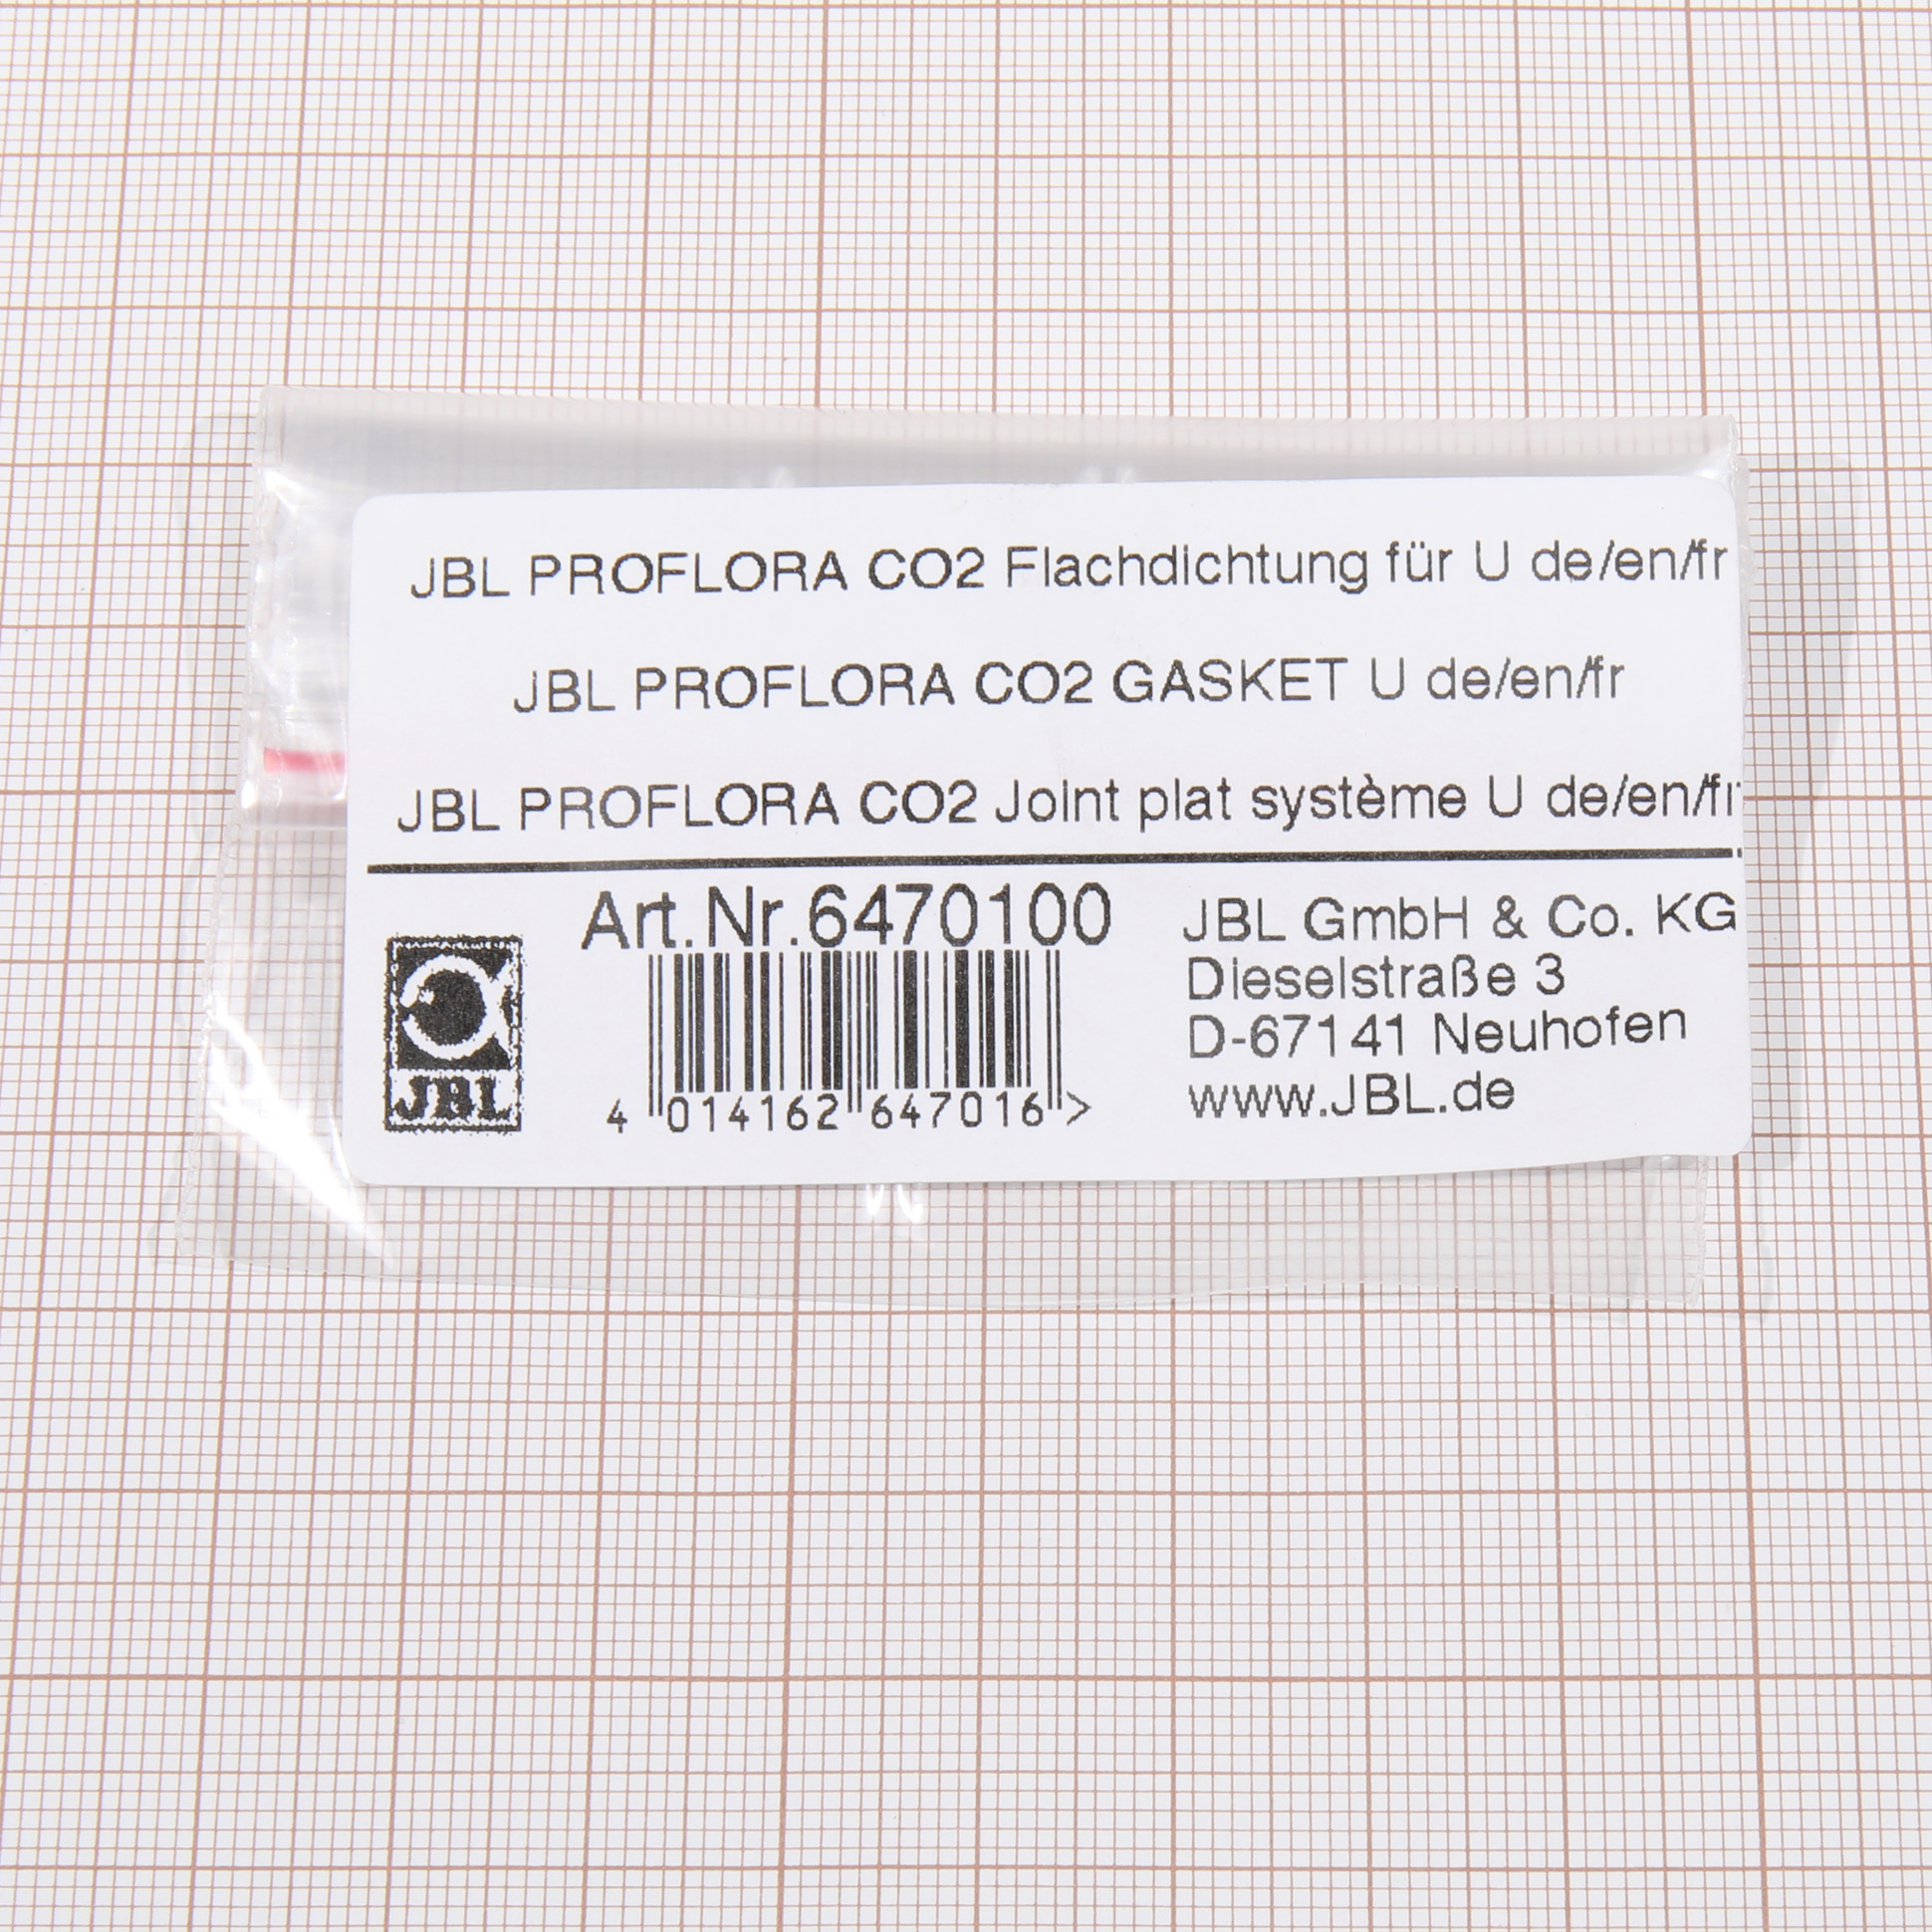 JBL PROFLORA CO2 Flachdichtung für U de/en/fr
JBL PROFLORA CO2 GASKET U de/en/fr
JBL PROFLORA CO2 Joint plat système U de/en/fr
Art.Nr.6470100
JBL
4 014162 647016 >
JBL GmbH & Co. KG
Dieselstraße 3
D-67141 Neuhofen
www.JBL.de